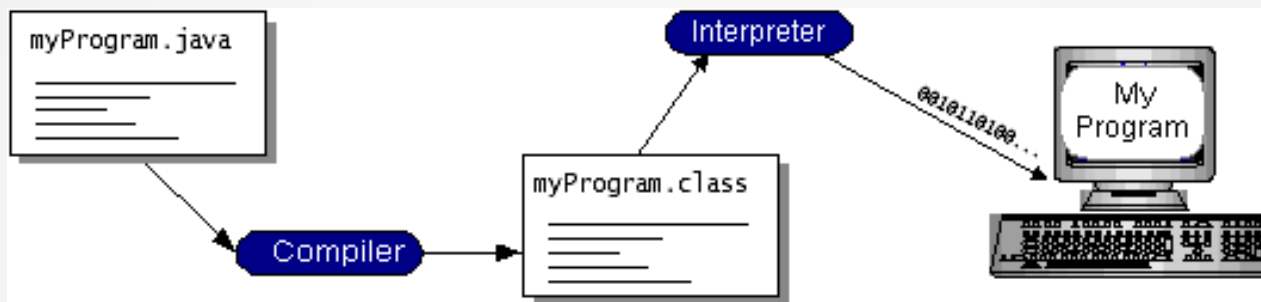 myProgram.java
Compiler
myProgram.class
Interpreter
0010110100...
My
Program